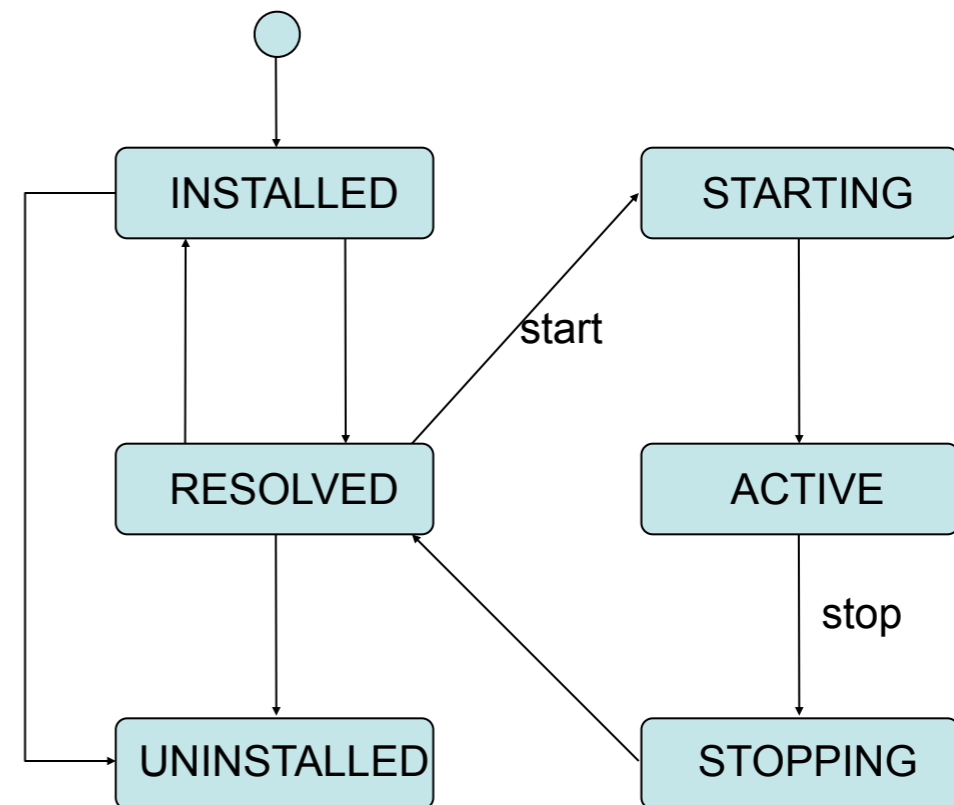 INSTALLED
STARTING
start
RESOLVED
ACTIVE
stop
UNINSTALLED
STOPPING